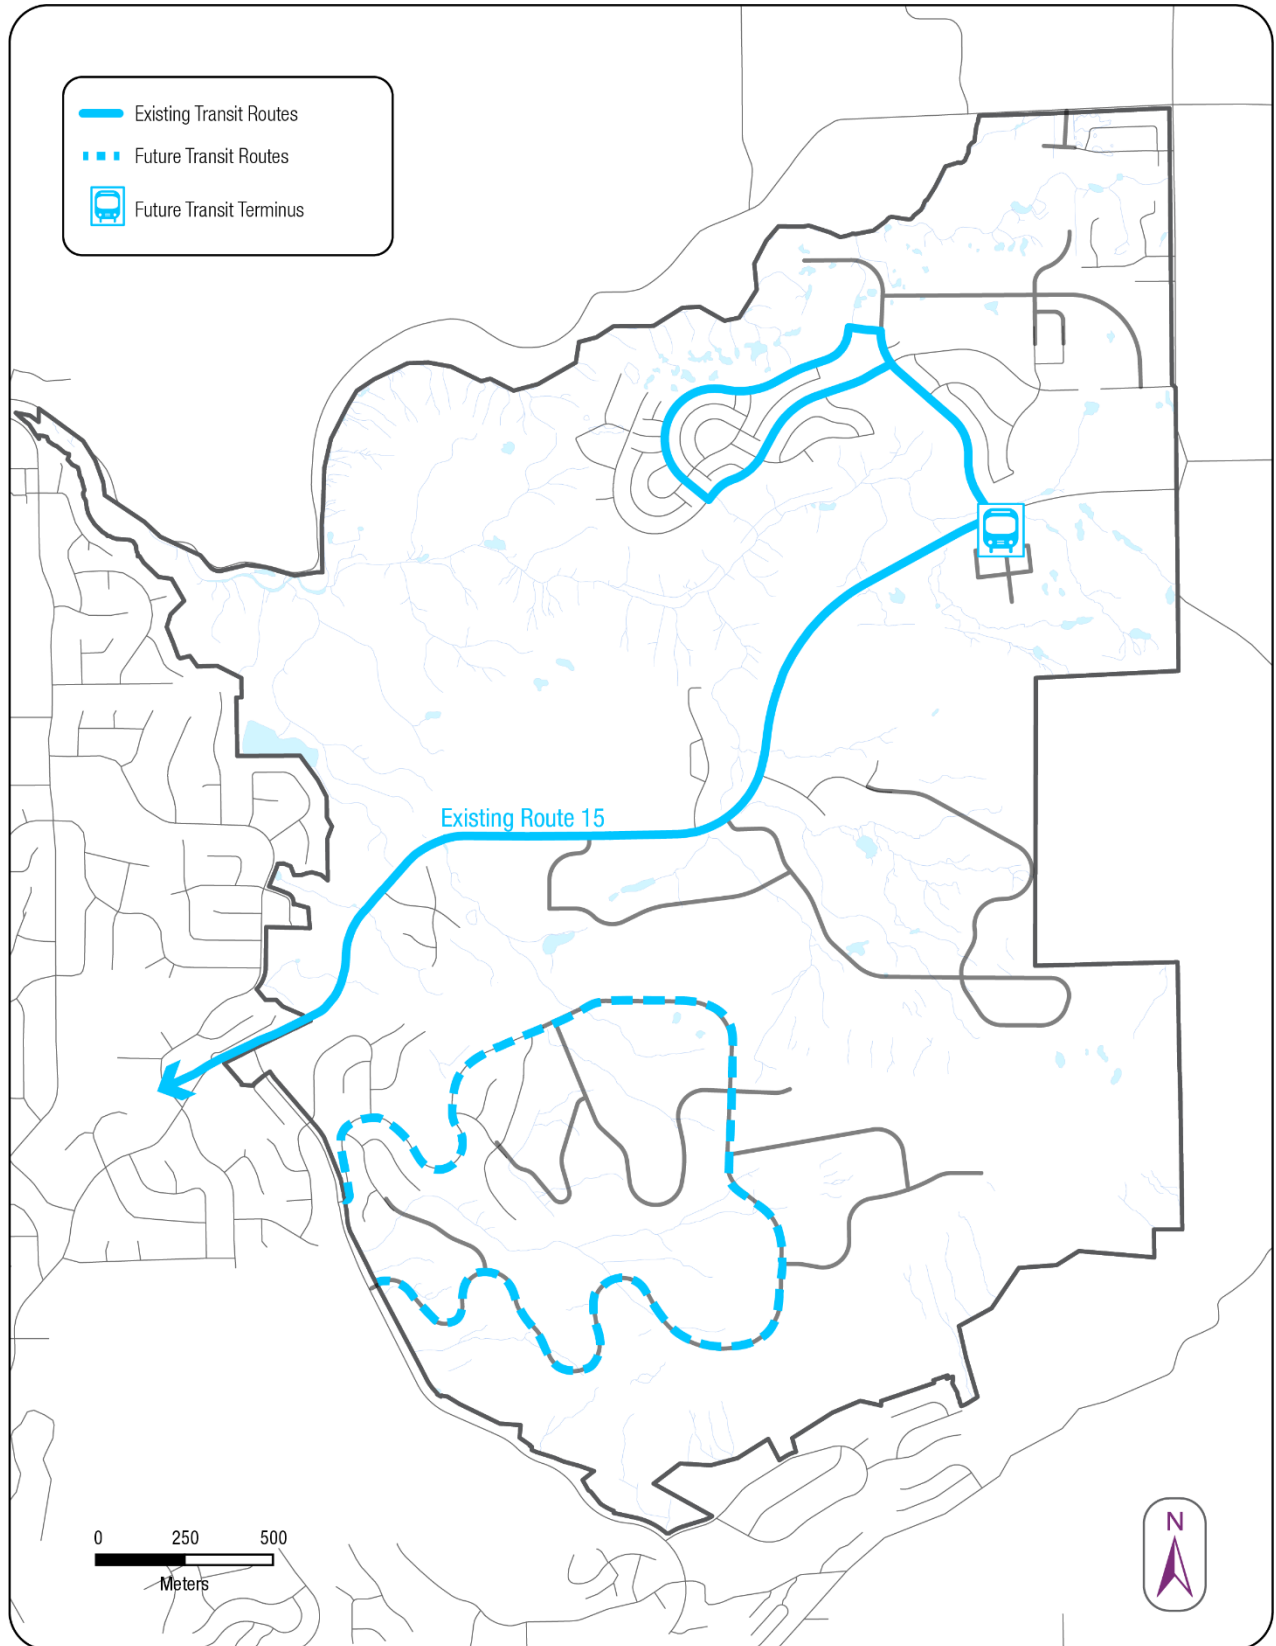 Existing Transit Routes
Future Transit Routes
Future Transit Terminus
Existing Route 15
0 250 500
Meters
N